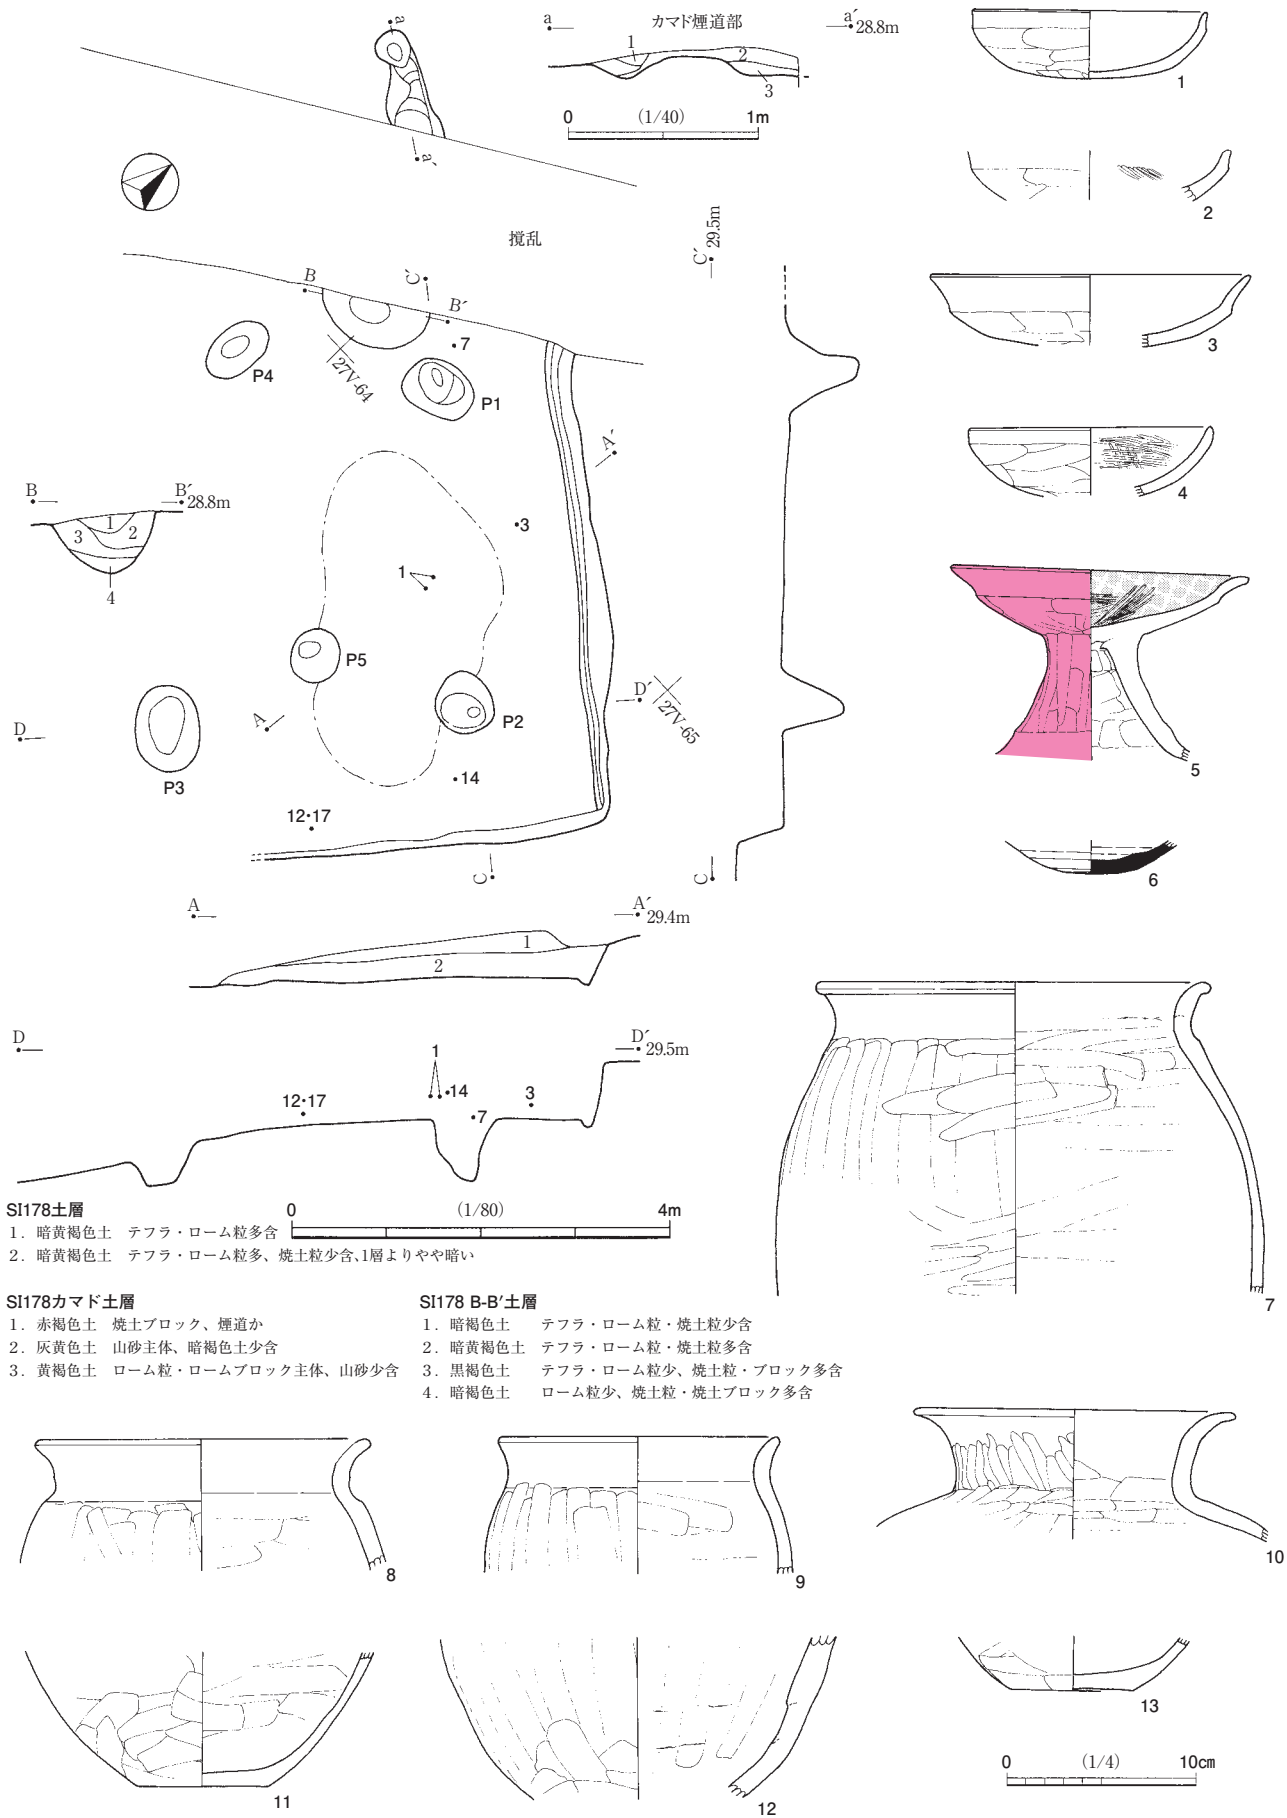 a
a´
カマド煙道部
a
a´ 28.8m
1
2
3
0 (1/40) 1m
1
2
3
4
5
6
撹乱
C´ 29.5m
C
B
C´
B´
7
27V-64
P4
P1
A´
3
1
P5
P2
D´
27V-65
D
A
P3
14
12・17
C
B
B´ 28.8m
1
2
3
4
A
A´ 29.4m
1
2
D
D´ 29.5m
1
14
12・17
7
3
SI178土層
0 (1/80) 4m
1. 暗黄褐色土 テフラ・ローム粒多含
2. 暗黄褐色土 テフラ・ローム粒多、焼土粒少含、1層よりやや暗い
SI178カマド土層
1. 赤褐色土 焼土ブロック、煙道か
2. 灰黄色土 山砂主体、暗褐色土少含
3. 黄褐色土 ローム粒・ロームブロック主体、山砂少含
SI178 B-B′土層
1. 暗褐色土 テフラ・ローム粒・焼土粒少含
2. 暗黄褐色土 テフラ・ローム粒・焼土粒多含
3. 黒褐色土 テフラ・ローム粒少、焼土粒・ブロック多含
4. 暗褐色土 ローム粒少、焼土粒・焼土ブロック多含
7
8
9
10
11
12
13
0 (1/4) 10cm